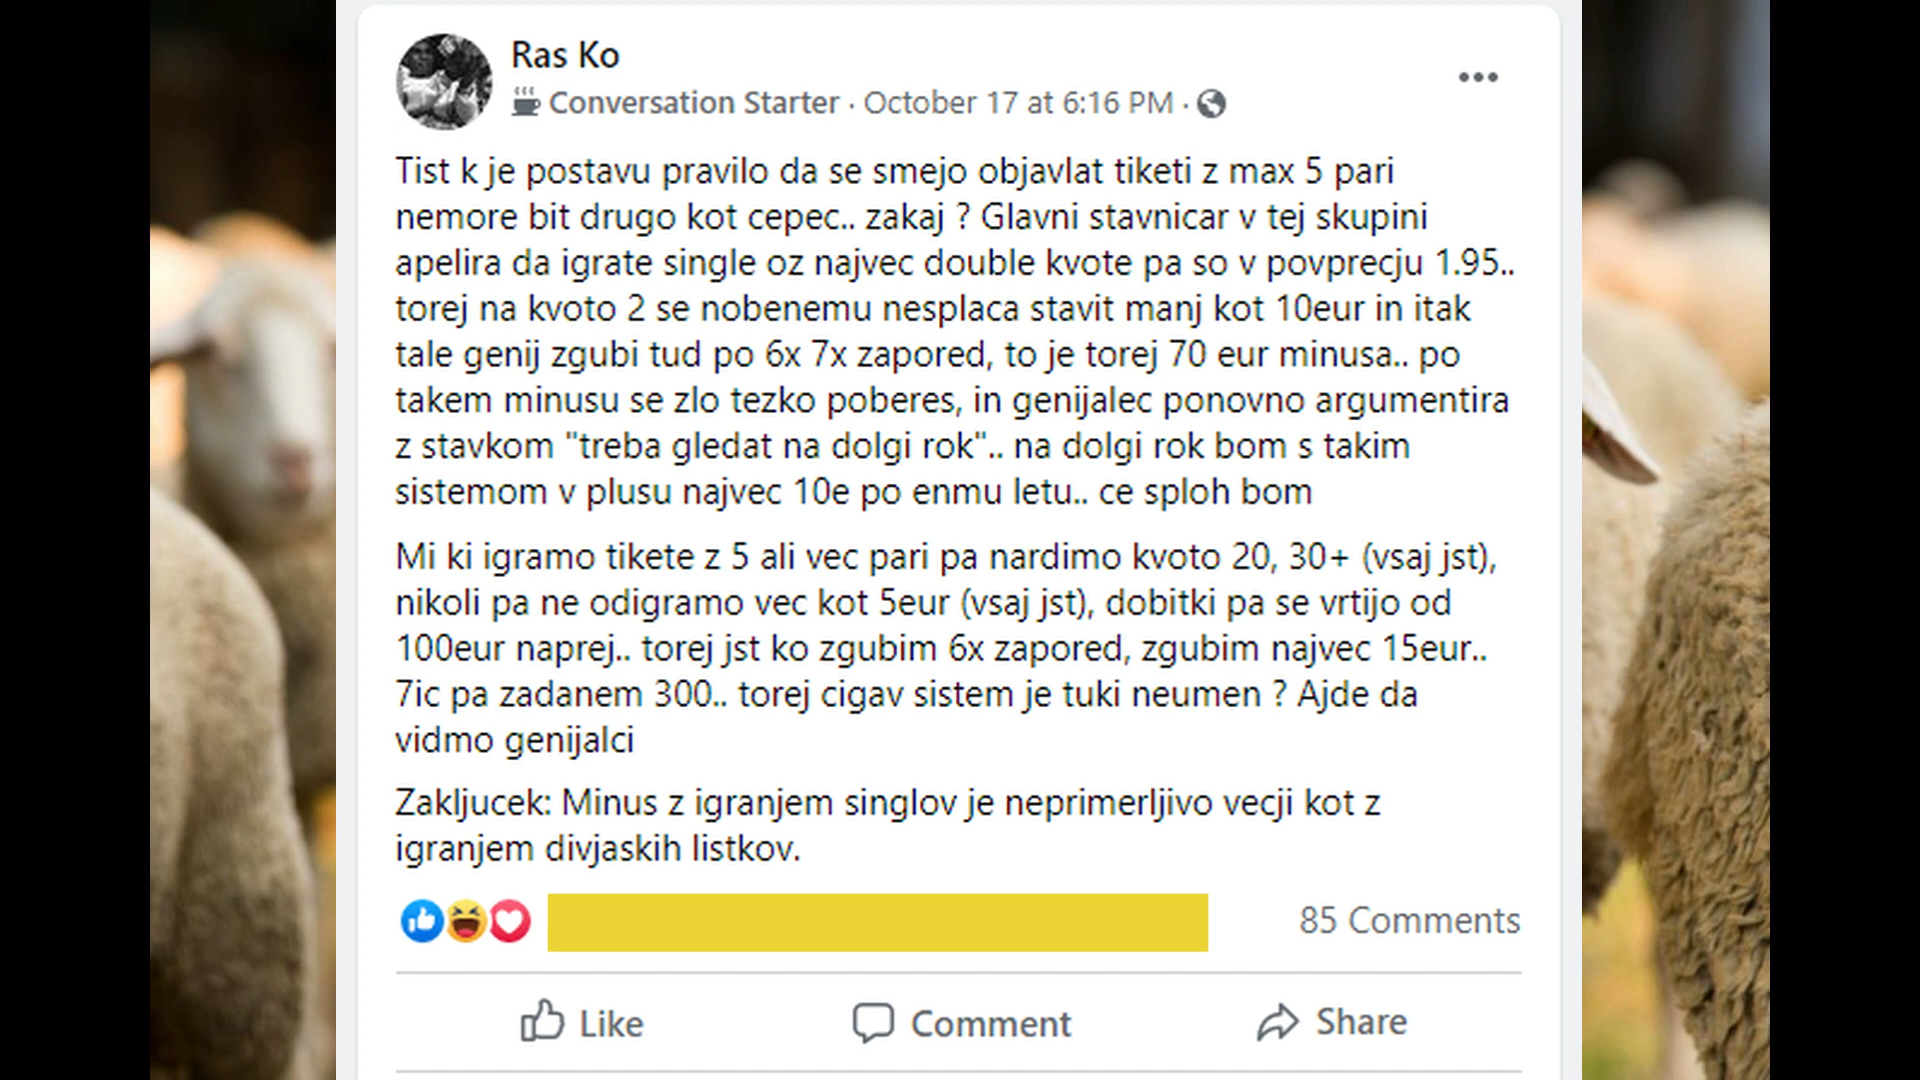 Ras Ko
Conversation Starter · October 17 at 6:16 PM ·
Tist k je postavu pravilo da se smejo objavlat tiketi z max 5 pari
nemore bit drugo kot cepec.. zakaj ? Glavni stavnicar v tej skupini
apelira da igrate single oz najvec double kvote pa so v povprecju 1.95..
torej na kvoto 2 se nobenemu nesplaca stavit manj kot 10eur in itak
tale genij zgubi tud po 6x 7x zapored, to je torej 70 eur minusa.. po
takem minusu se zlo tezko poberes, in genijalec ponovno argumentira
z stavkom "treba gledat na dolgi rok".. na dolgi rok bom s takim
sistemom v plusu najvec 10e po enmu letu.. ce sploh bom
Mi ki igramo tikete z 5 ali vec pari pa nardimo kvoto 20, 30+ (vsaj jst),
nikoli pa ne odigramo vec kot 5eur (vsaj jst), dobitki pa se vrtijo od
100eur naprej.. torej jst ko zgubim 6x zapored, zgubim najvec 15eur..
7ic pa zadanem 300.. torej cigav sistem je tuki neumen ? Ajde da
vidmo genijalci
Zakljucek: Minus z igranjem singlov je neprimerljivo vecji kot z
igranjem divjaskih listkov.
85 Comments
Like Comment Share